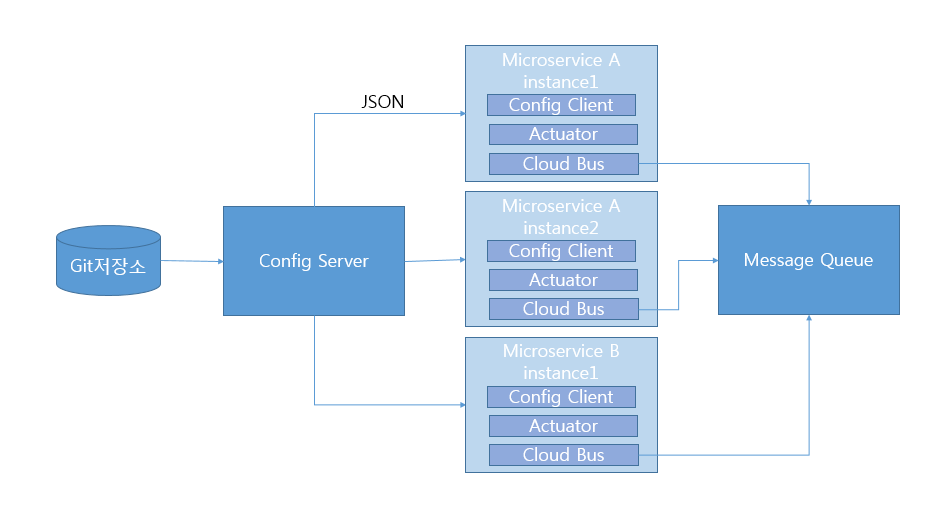 Git저장소
Config Server
JSON
Microservice A
instance1
Config Client
Actuator
Cloud Bus
Microservice A
instance2
Config Client
Actuator
Cloud Bus
Microservice B
instance1
Config Client
Actuator
Cloud Bus
Message Queue